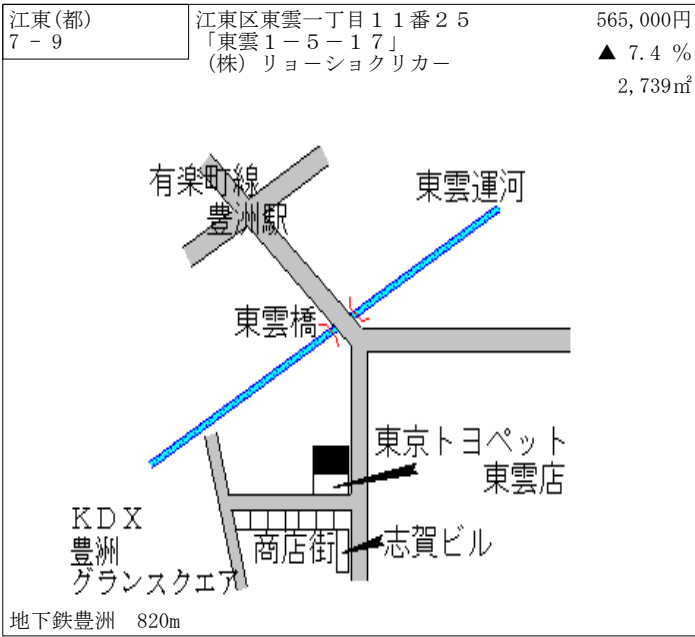 江東(都)
7 - 9
江東区東雲一丁目１１番２５
「東雲１－５－１７」
(株) リョーショクリカー
565,000円
▲ 7.4 %
2,739㎡
有楽町線
豊洲駅
東雲運河
東雲橋
東京トヨペット
東雲店
KDX
豊洲
グランスクエア
商店街
志賀ビル
地下鉄豊洲　820m